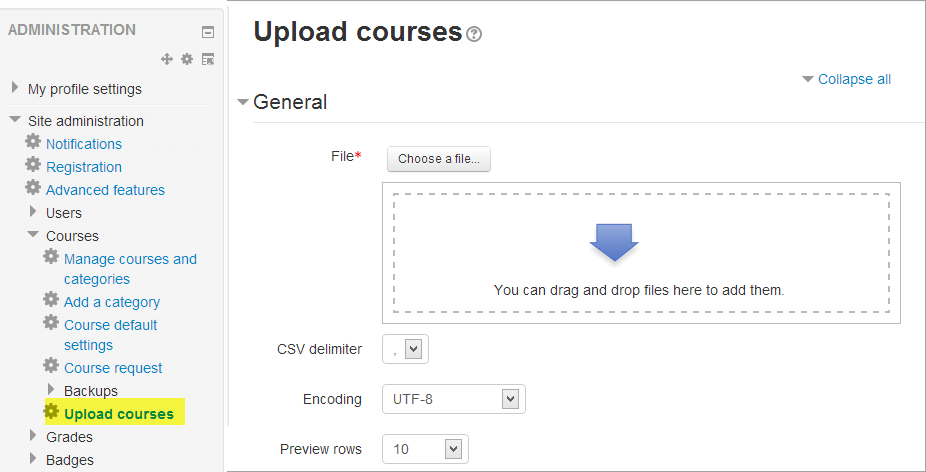 ADMINISTRATION
My profile settings
Site administration
Notifications
Registration
Advanced features
Users
Courses
Manage courses and
categories
Add a category
Course default
settings
Course request
Backups
Upload courses
Grades
Badges
Upload courses
Collapse all
General
File*
Choose a file...
You can drag and drop files here to add them.
CSV delimiter ,
Encoding UTF-8
Preview rows 10